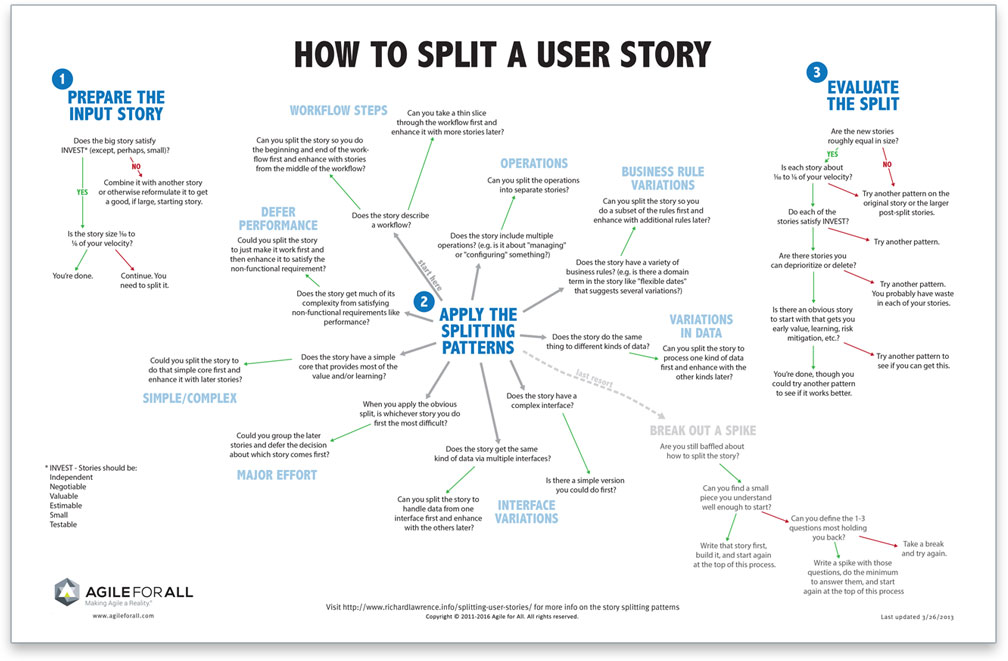 HOW TO SPLIT A USER STORY
1
PREPARE THE
INPUT STORY
Does the big story satisfy
INVEST* (except, perhaps, small)?
NO
YES
Combine it with another story
or otherwise reformulate it to get
a good, if large, starting story.
Is the story size 1/10 to
1/6 of your velocity?
You're done.
Continue. You
need to split it.
* INVEST - Stories should be:
Independent
Negotiable
Valuable
Estimable
Small
Testable
2
APPLY THE
SPLITTING
PATTERNS
start here
WORKFLOW STEPS
Can you take a thin slice
through the workflow first and
enhance it with more stories later?
Can you split the story so you do
the beginning and end of the work-
flow first and enhance with stories
from the middle of the workflow?
Does the story describe
a workflow?
OPERATIONS
Can you split the operations
into separate stories?
Does the story include multiple
operations? (e.g. is it about "managing"
or "configuring" something?)
BUSINESS RULE
VARIATIONS
Can you split the story so you
do a subset of the rules first and
enhance with additional rules later?
Does the story have a variety of
business rules? (e.g. is there a domain
term in the story like "flexible dates"
that suggests several variations?)
VARIATIONS
IN DATA
Does the story do the same
thing to different kinds of data?
Can you split the story to
process one kind of data
first and enhance with the
other kinds later?
DEFER
PERFORMANCE
Could you split the story
to just make it work first and
then enhance it to satisfy the
non-functional requirement?
Does the story get much of its
complexity from satisfying
non-functional requirements like
performance?
Could you split the story to
do that simple core first and
enhance it with later stories?
Does the story have a simple
core that provides most of the
value and/or learning?
SIMPLE/COMPLEX
When you apply the obvious
split, is whichever story you do
first the most difficult?
Could you group the later
stories and defer the decision
about which story comes first?
MAJOR EFFORT
Does the story have a
complex interface?
Does the story get the same
kind of data via multiple interfaces?
Is there a simple version
you could do first?
Can you split the story to
handle data from one
interface first and enhance
with the others later?
INTERFACE
VARIATIONS
last resort
BREAK OUT A SPIKE
Are you still baffled about
how to split the story?
Can you find a small
piece you understand
well enough to start?
Can you define the 1-3
questions most holding
you back?
Write that story first,
build it, and start again
at the top of this process.
Take a break
and try again.
Write a spike with those
questions, do the minimum
to answer them, and start
again at the top of this process
3
EVALUATE
THE SPLIT
Are the new stories
roughly equal in size?
YES
NO
Is each story about
1/10 to 1/6 of your velocity?
Try another pattern on the
original story or the larger
post-split stories.
Do each of the
stories satisfy INVEST?
Try another pattern.
Are there stories you
can deprioritize or delete?
Try another pattern.
You probably have waste
in each of your stories.
Is there an obvious story
to start with that gets you
early value, learning, risk
mitigation, etc.?
Try another pattern to
see if you can get this.
You're done, though you
could try another pattern
to see if it works better.
AGILE FOR ALL
Making Agile a Reality.®
www.agileforall.com
Visit http://www.richardlawrence.info/splitting-user-stories/ for more info on the story splitting patterns
Copyright © 2011-2016 Agile for All. All rights reserved.
Last updated 3/26/2013